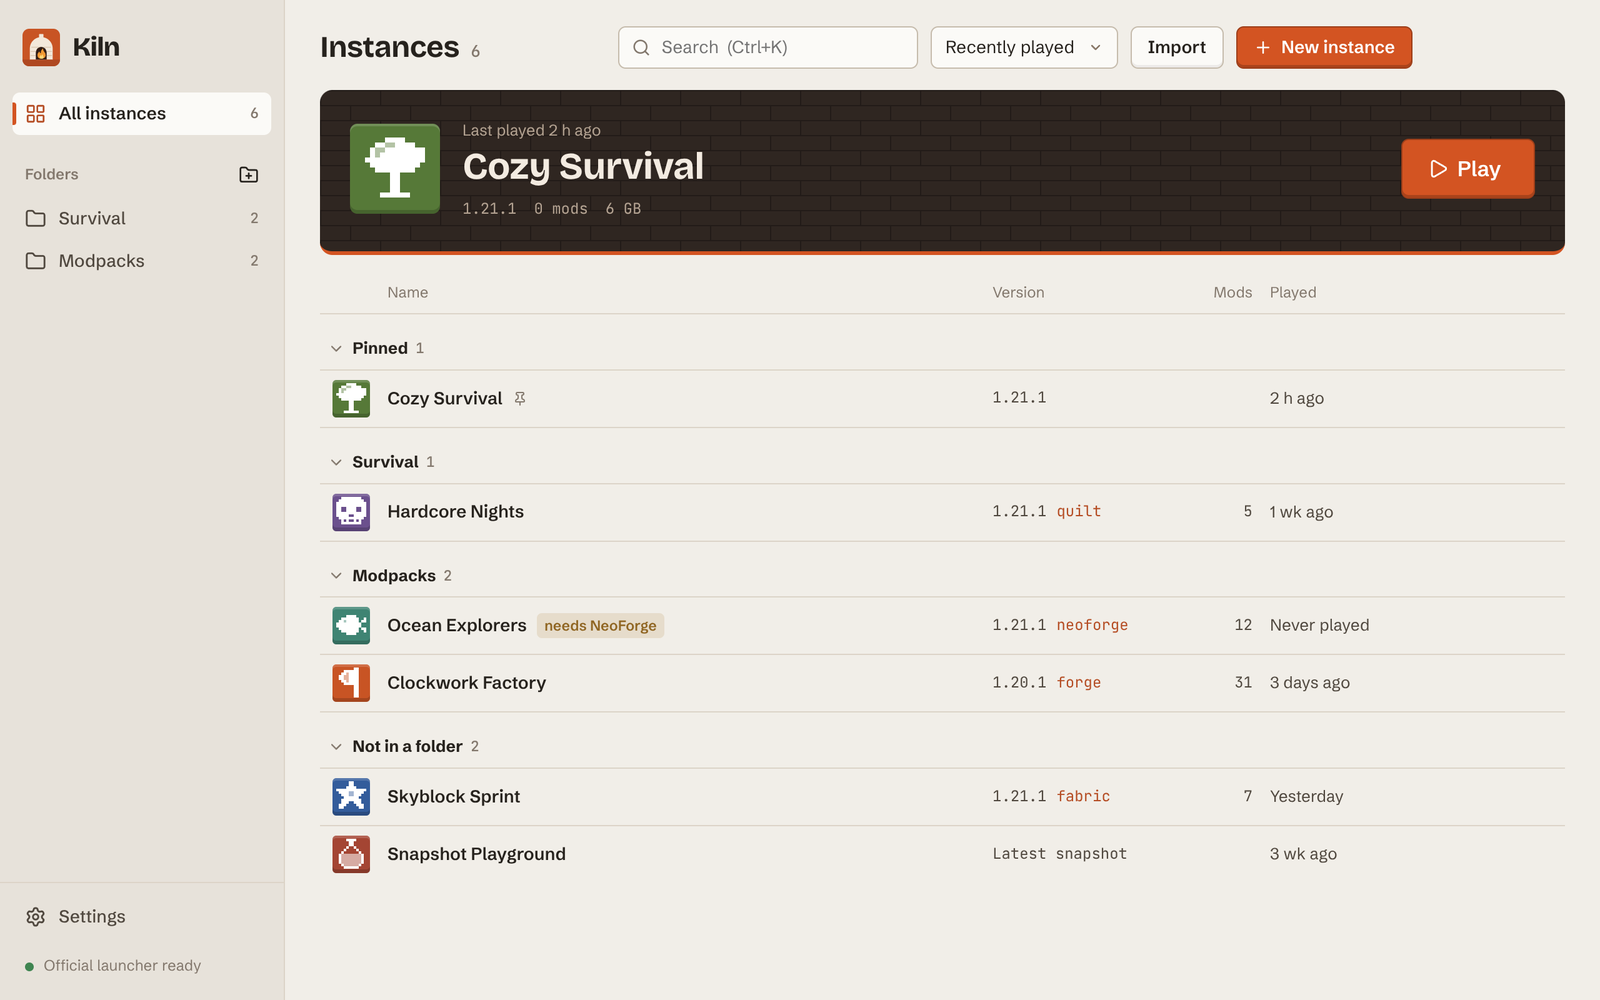 Kiln
All instances 6
Folders
Survival 2
Modpacks 2
Settings
Official launcher ready
Instances 6
Search (Ctrl+K)
Recently played
Import
New instance
Last played 2 h ago
Cozy Survival
1.21.1 0 mods 6 GB
Play
Name Version Mods Played
Pinned 1
Cozy Survival 1.21.1 2 h ago
Survival 1
Hardcore Nights 1.21.1 quilt 5 1 wk ago
Modpacks 2
Ocean Explorers needs NeoForge 1.21.1 neoforge 12 Never played
Clockwork Factory 1.20.1 forge 31 3 days ago
Not in a folder 2
Skyblock Sprint 1.21.1 fabric 7 Yesterday
Snapshot Playground Latest snapshot 3 wk ago